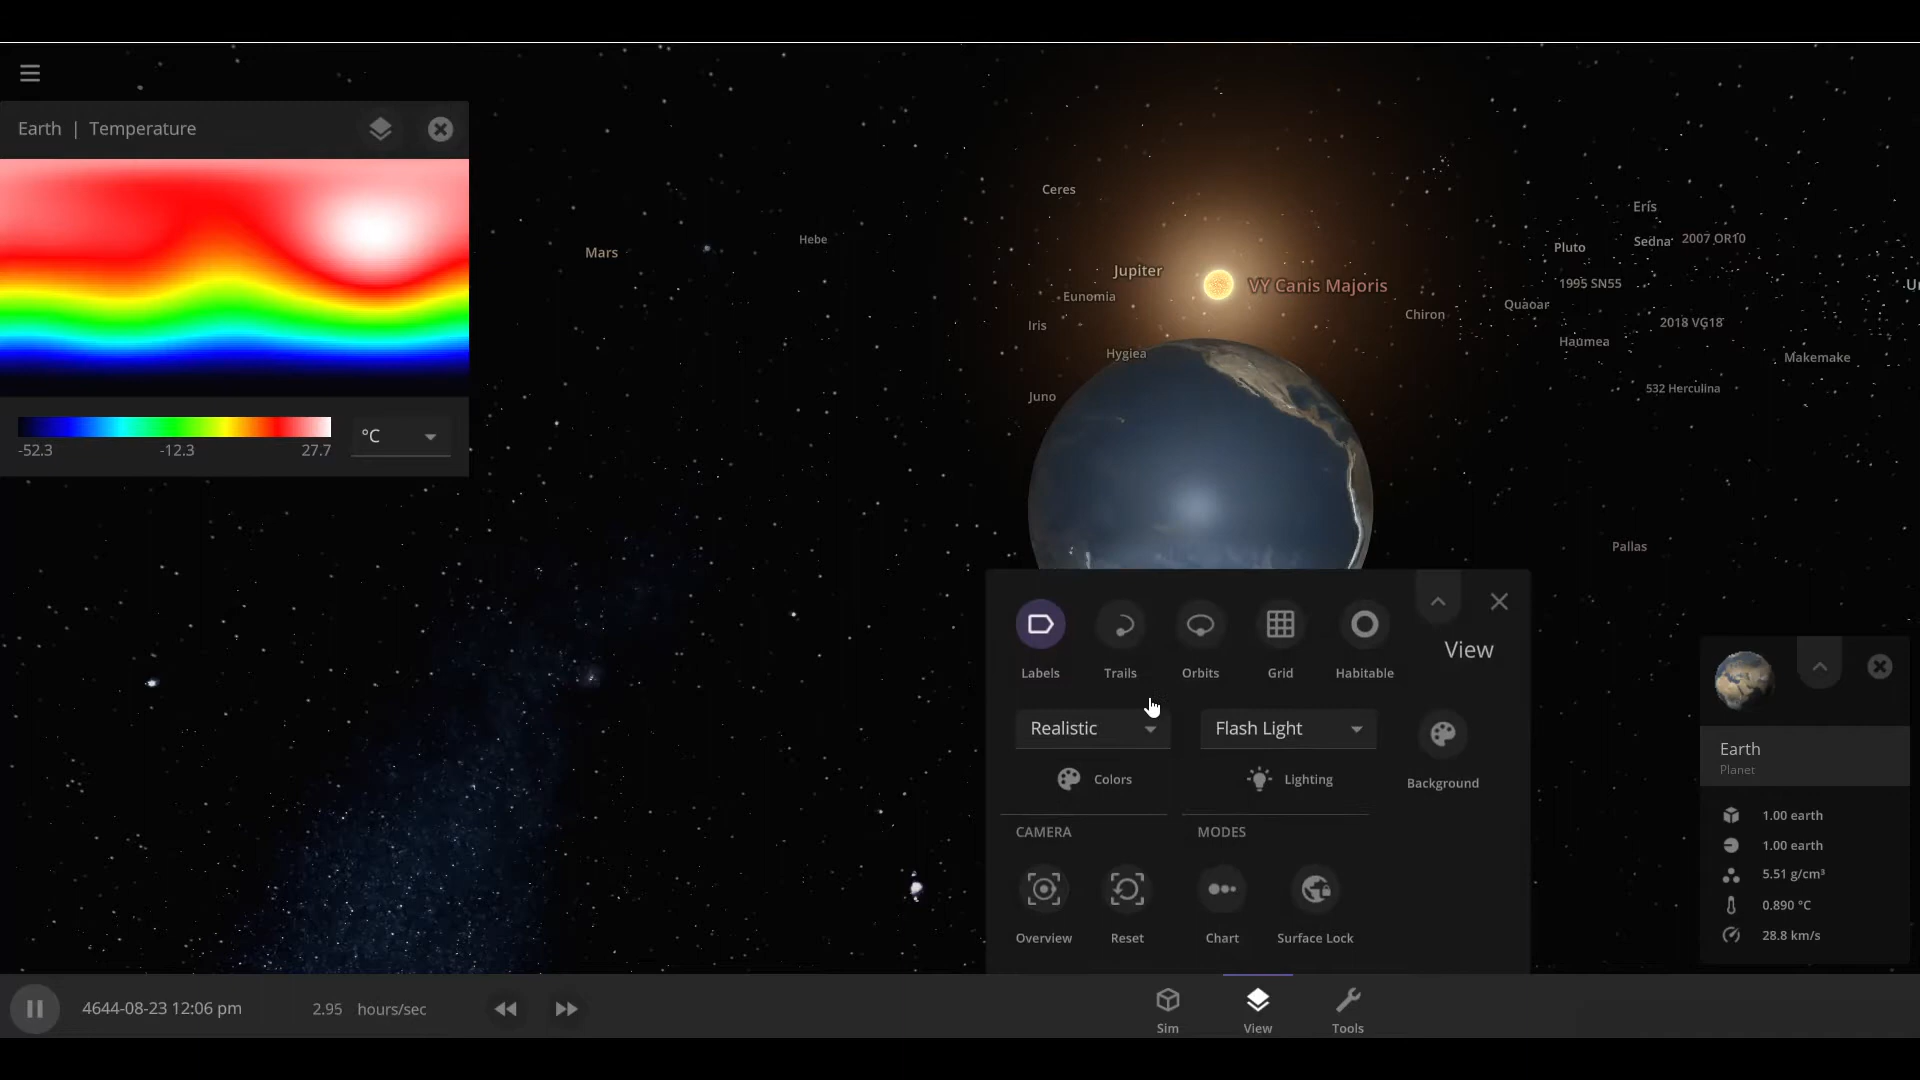 Earth | Temperature
-52.3 -12.3 27.7
°C
Ceres
Mars
Hebe
Jupiter
Eunomia
VY Canis Majoris
Iris
Hygiea
Juno
Chiron
Eris
Pluto
Sedna
2007 OR10
1995 SN55
Quaoar
2018 VG18
Haumea
Makemake
532 Herculina
Pallas
Labels Trails Orbits Grid Habitable
View
Realistic
Flash Light
Colors
Lighting
Background
CAMERA
MODES
Overview Reset Chart Surface Lock
Earth
Planet
1.00 earth
1.00 earth
5.51 g/cm³
0.890 °C
28.8 km/s
4644-08-23 12:06 pm
2.95 hours/sec
Sim View Tools